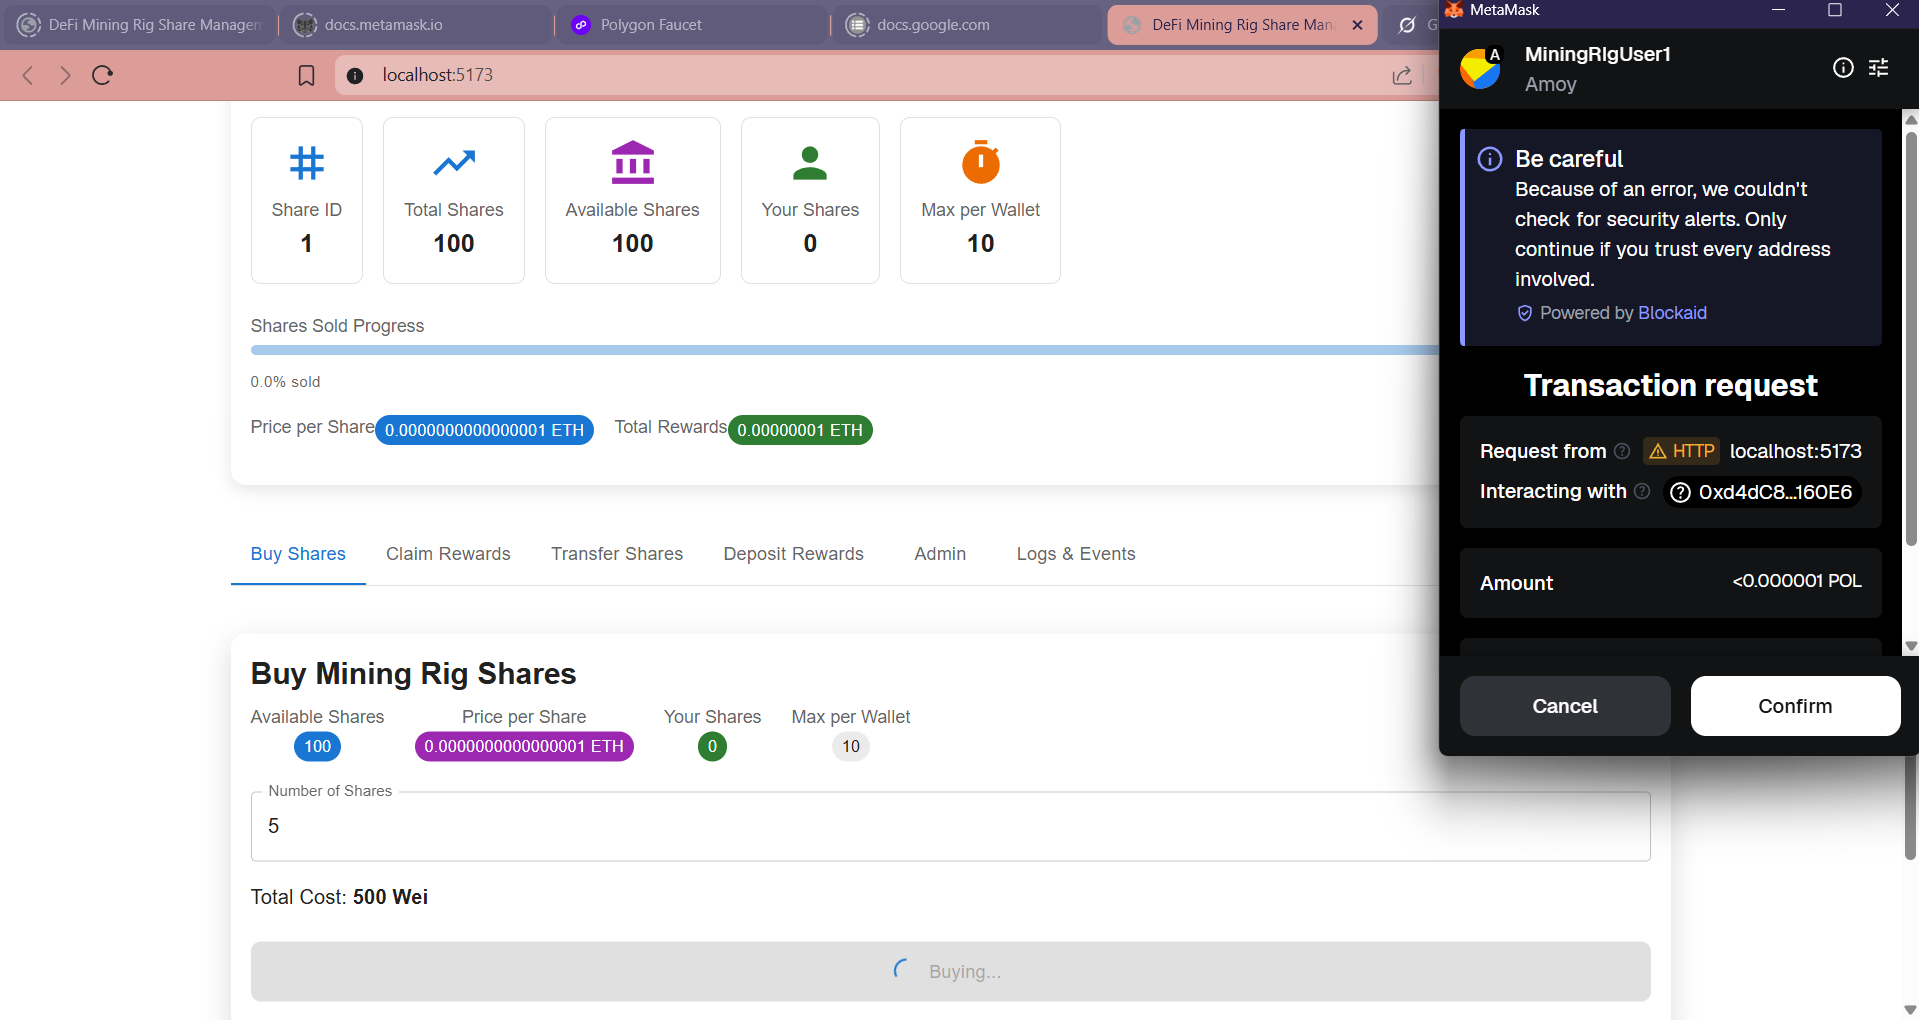 DeFi Mining Rig Share Managem
docs.metamask.io
Polygon Faucet
docs.google.com
DeFi Mining Rig Share Man
G
localhost:5173
Share ID
1
Total Shares
100
Available Shares
100
Your Shares
0
Max per Wallet
10
Shares Sold Progress
0.0% sold
Price per Share 0.0000000000000001 ETH Total Rewards 0.00000001 ETH
Buy Shares Claim Rewards Transfer Shares Deposit Rewards Admin Logs & Events
Buy Mining Rig Shares
Available Shares
100
Price per Share
0.0000000000000001 ETH
Your Shares
0
Max per Wallet
10
Number of Shares
5
Total Cost: 500 Wei
Buying...
MetaMask
A
MiningRIgUser1
Amoy
Be careful
Because of an error, we couldn't
check for security alerts. Only
continue if you trust every address
involved.
Powered by Blockaid
Transaction request
Request from HTTP localhost:5173
Interacting with 0xd4dC8...160E6
Amount <0.000001 POL
Cancel Confirm